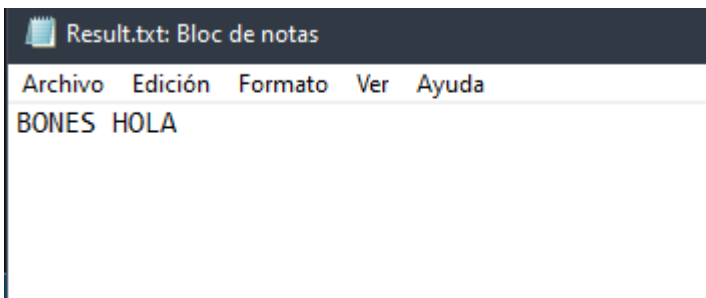 Result.txt: Bloc de notas
Archivo Edición Formato Ver Ayuda
BONES HOLA